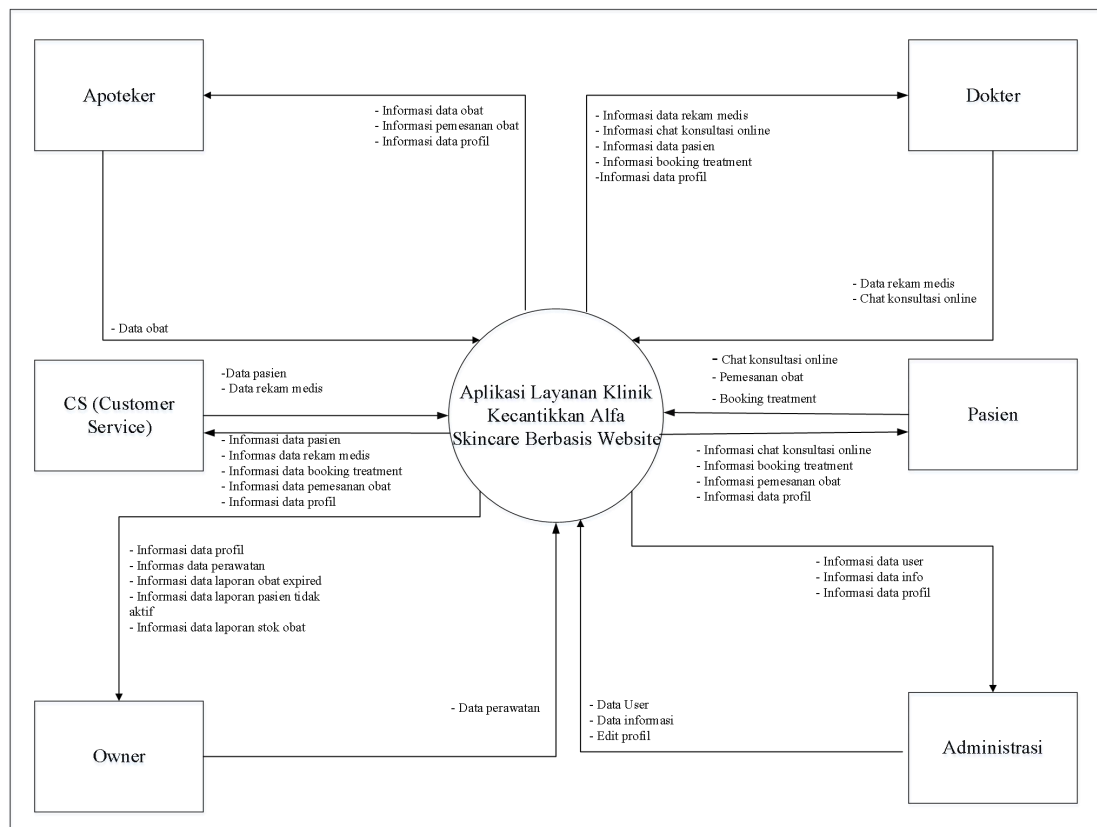 Apoteker
- Informasi data obat
- Informasi pemesanan obat
- Informasi data profil
- Informasi data rekam medis
- Informasi chat konsultasi online
- Informasi data pasien
- Informasi booking treatment
-Informasi data profil
Dokter
- Data obat
- Data rekam medis
- Chat konsultasi online
CS (Customer
Service)
-Data pasien
- Data rekam medis
- Informasi data pasien
- Informas data rekam medis
- Informasi data booking treatment
- Informasi data pemesanan obat
- Informasi data profil
Aplikasi Layanan Klinik
Kecantikkan Alfa
Skincare Berbasis Website
- Chat konsultasi online
- Pemesanan obat
- Booking treatment
- Informasi chat konsultasi online
- Informasi booking treatment
- Informasi pemesanan obat
- Informasi data profil
Pasien
- Informasi data profil
- Informas data perawatan
- Informasi data laporan obat expired
- Informasi data laporan pasien tidak
aktif
- Informasi data laporan stok obat
- Informasi data user
- Informasi data info
- Informasi data profil
Owner
- Data perawatan
- Data User
- Data informasi
- Edit profil
Administrasi